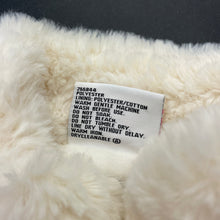 266844
POLYESTER
LINING: POLYESTER/COTTON
WARM GENTLE MACHINE
WASH BEFORE USE.
DO NOT SOAK.
DO NOT BLEACH.
DO NOT TUMBLE DRY.
LINE DRY WITHOUT DELAY.
WARM IRON.
DRYCLEANABLE Ⓐ